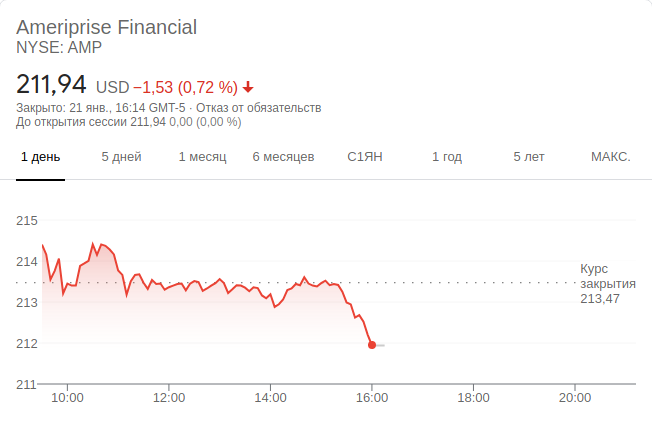 Ameriprise Financial
NYSE: AMP
211,94 USD −1,53 (0,72 %)
Закрыто: 21 янв., 16:14 GMT-5 · Отказ от обязательств
До открытия сессии 211,94 0,00 (0,00 %)
1 день 5 дней 1 месяц 6 месяцев С1ЯН 1 год 5 лет МАКС.
215
214
213
212
211
Курс
закрытия
213,47
10:00 12:00 14:00 16:00 18:00 20:00